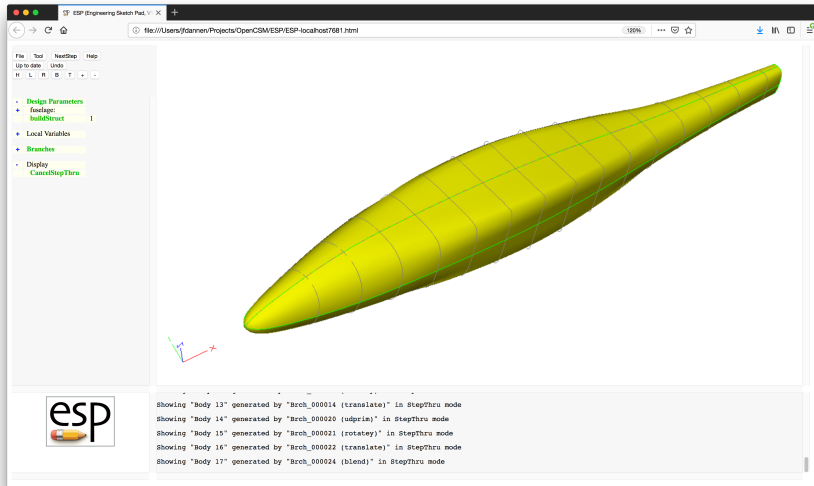 ESP (Engineering Sketch Pad, V
file:///Users/jfdannen/Projects/OpenCSM/ESP/ESP-localhost7681.html
120%
File Tool NextStep Help
Up to date Undo
H L R B T + -
- Design Parameters
+ fuselage:
buildStruct 1
+ Local Variables
+ Branches
- Display
CancelStepThru
X
esp
Showing "Body 13" generated by "Brch_000014 (translate)" in StepThru mode
Showing "Body 14" generated by "Brch_000020 (udprim)" in StepThru mode
Showing "Body 15" generated by "Brch_000021 (rotatey)" in StepThru mode
Showing "Body 16" generated by "Brch_000022 (translate)" in StepThru mode
Showing "Body 17" generated by "Brch_000024 (blend)" in StepThru mode